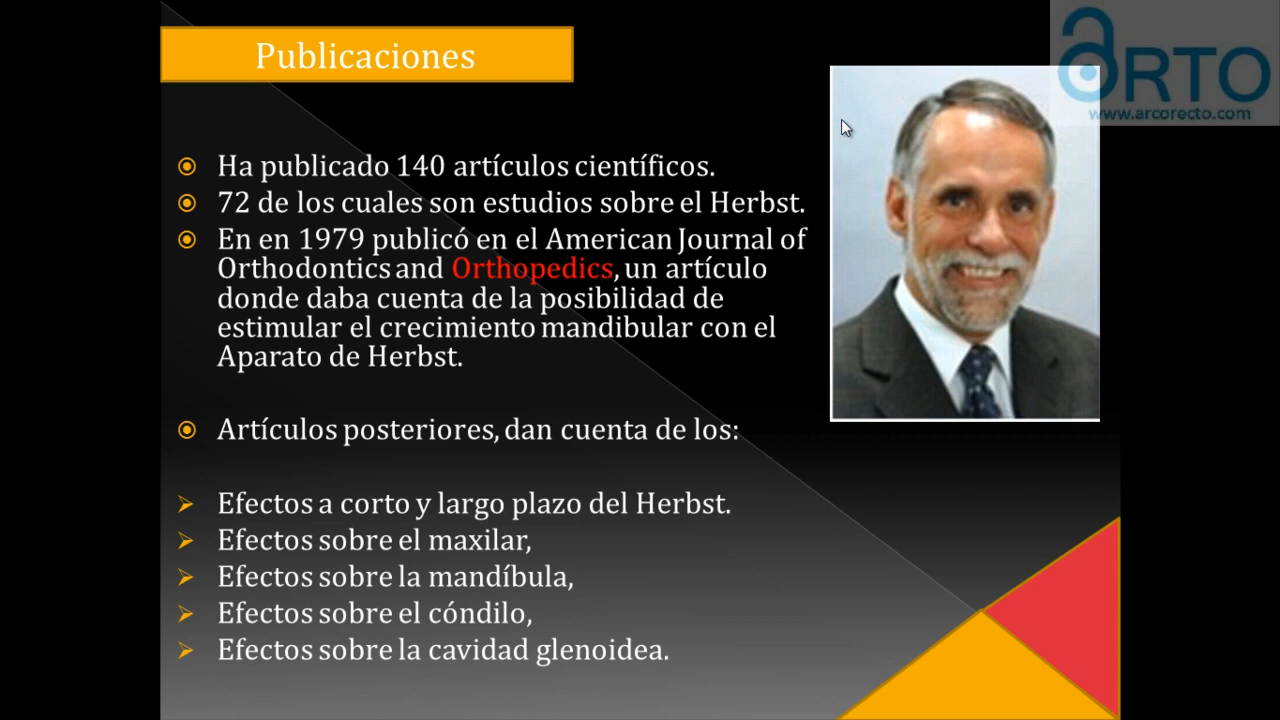 Publicaciones
ARTO
www.arcorecto.com
Ha publicado 140 artículos científicos.
72 de los cuales son estudios sobre el Herbst.
En en 1979 publicó en el American Journal of
Orthodontics and Orthopedics, un artículo
donde daba cuenta de la posibilidad de
estimular el crecimiento mandibular con el
Aparato de Herbst.
Artículos posteriores, dan cuenta de los:
Efectos a corto y largo plazo del Herbst.
Efectos sobre el maxilar,
Efectos sobre la mandíbula,
Efectos sobre el cóndilo,
Efectos sobre la cavidad glenoidea.